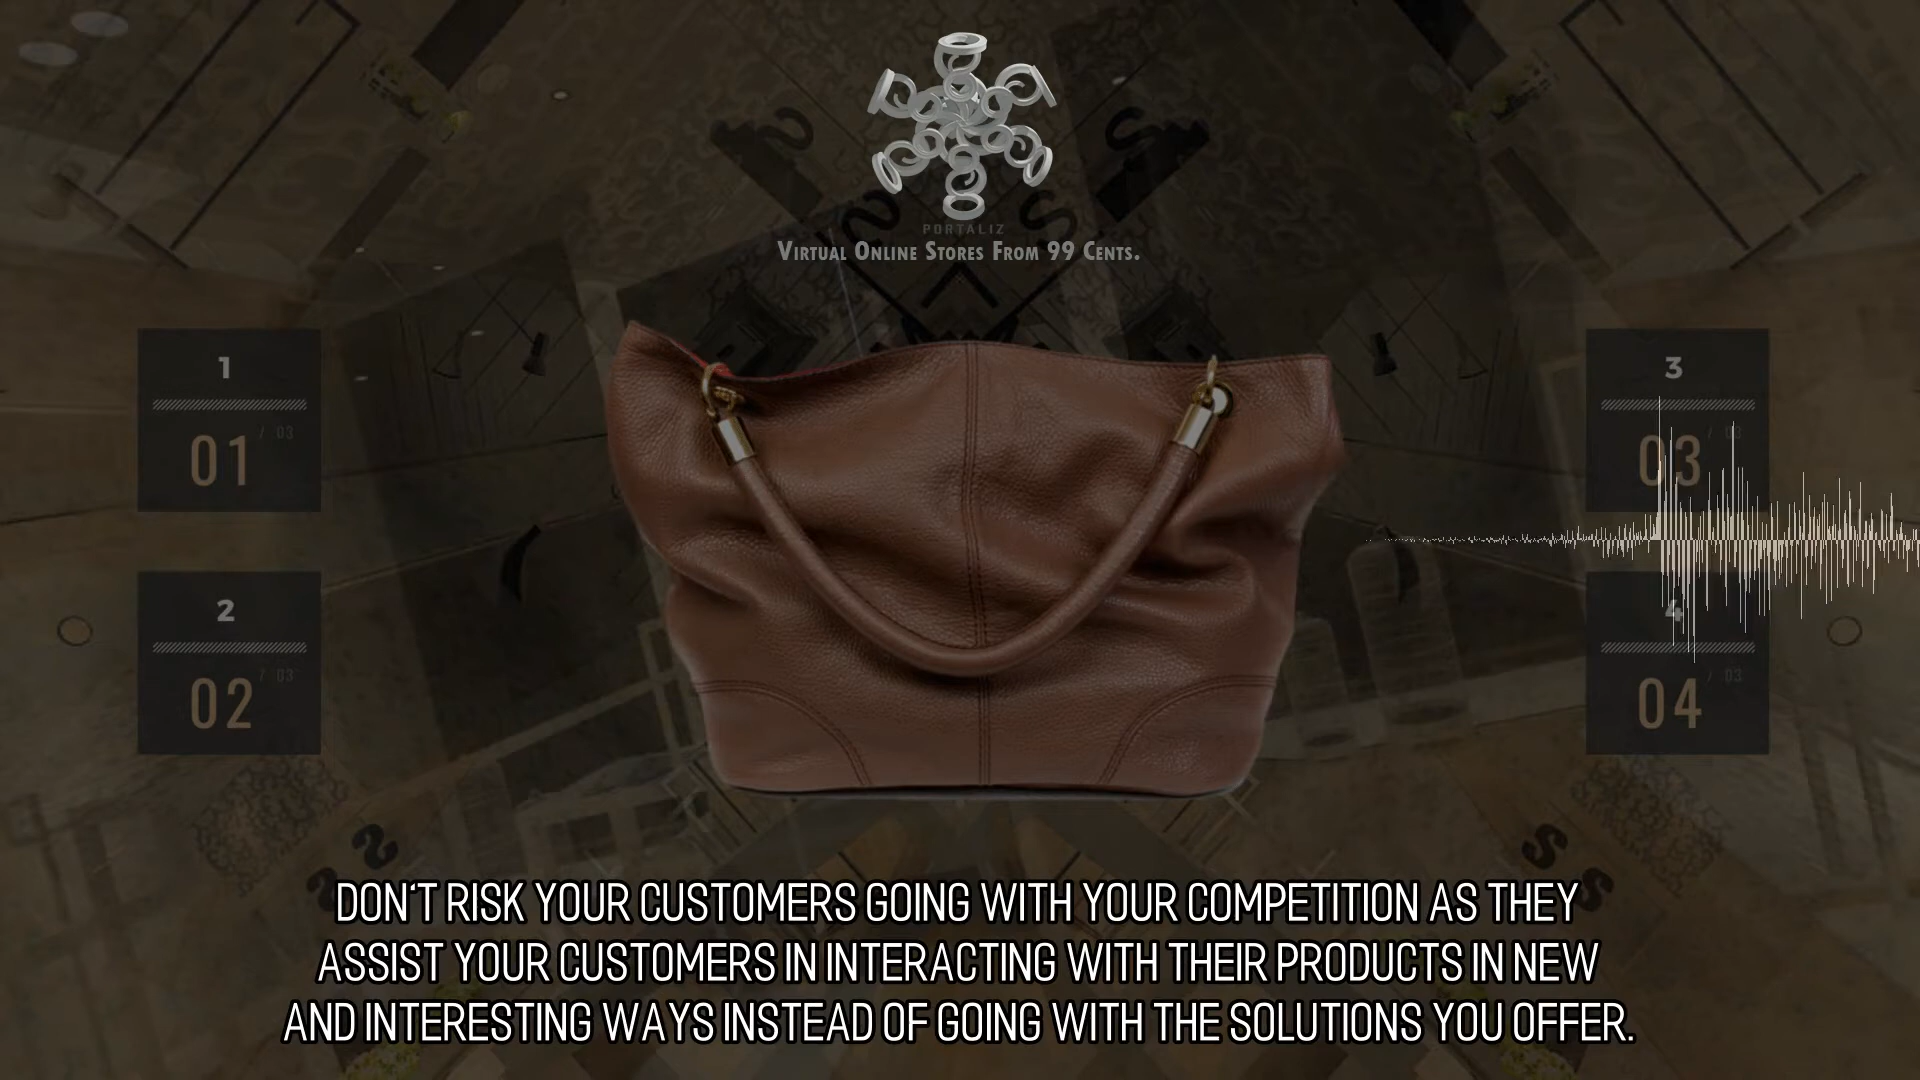 PORTALIZ
VIRTUAL ONLINE STORES FROM 99 CENTS.
1
01 / 03
2
02 / 03
3
03 / 03
4
04 / 03
DON'T RISK YOUR CUSTOMERS GOING WITH YOUR COMPETITION AS THEY
ASSIST YOUR CUSTOMERS IN INTERACTING WITH THEIR PRODUCTS IN NEW
AND INTERESTING WAYS INSTEAD OF GOING WITH THE SOLUTIONS YOU OFFER.